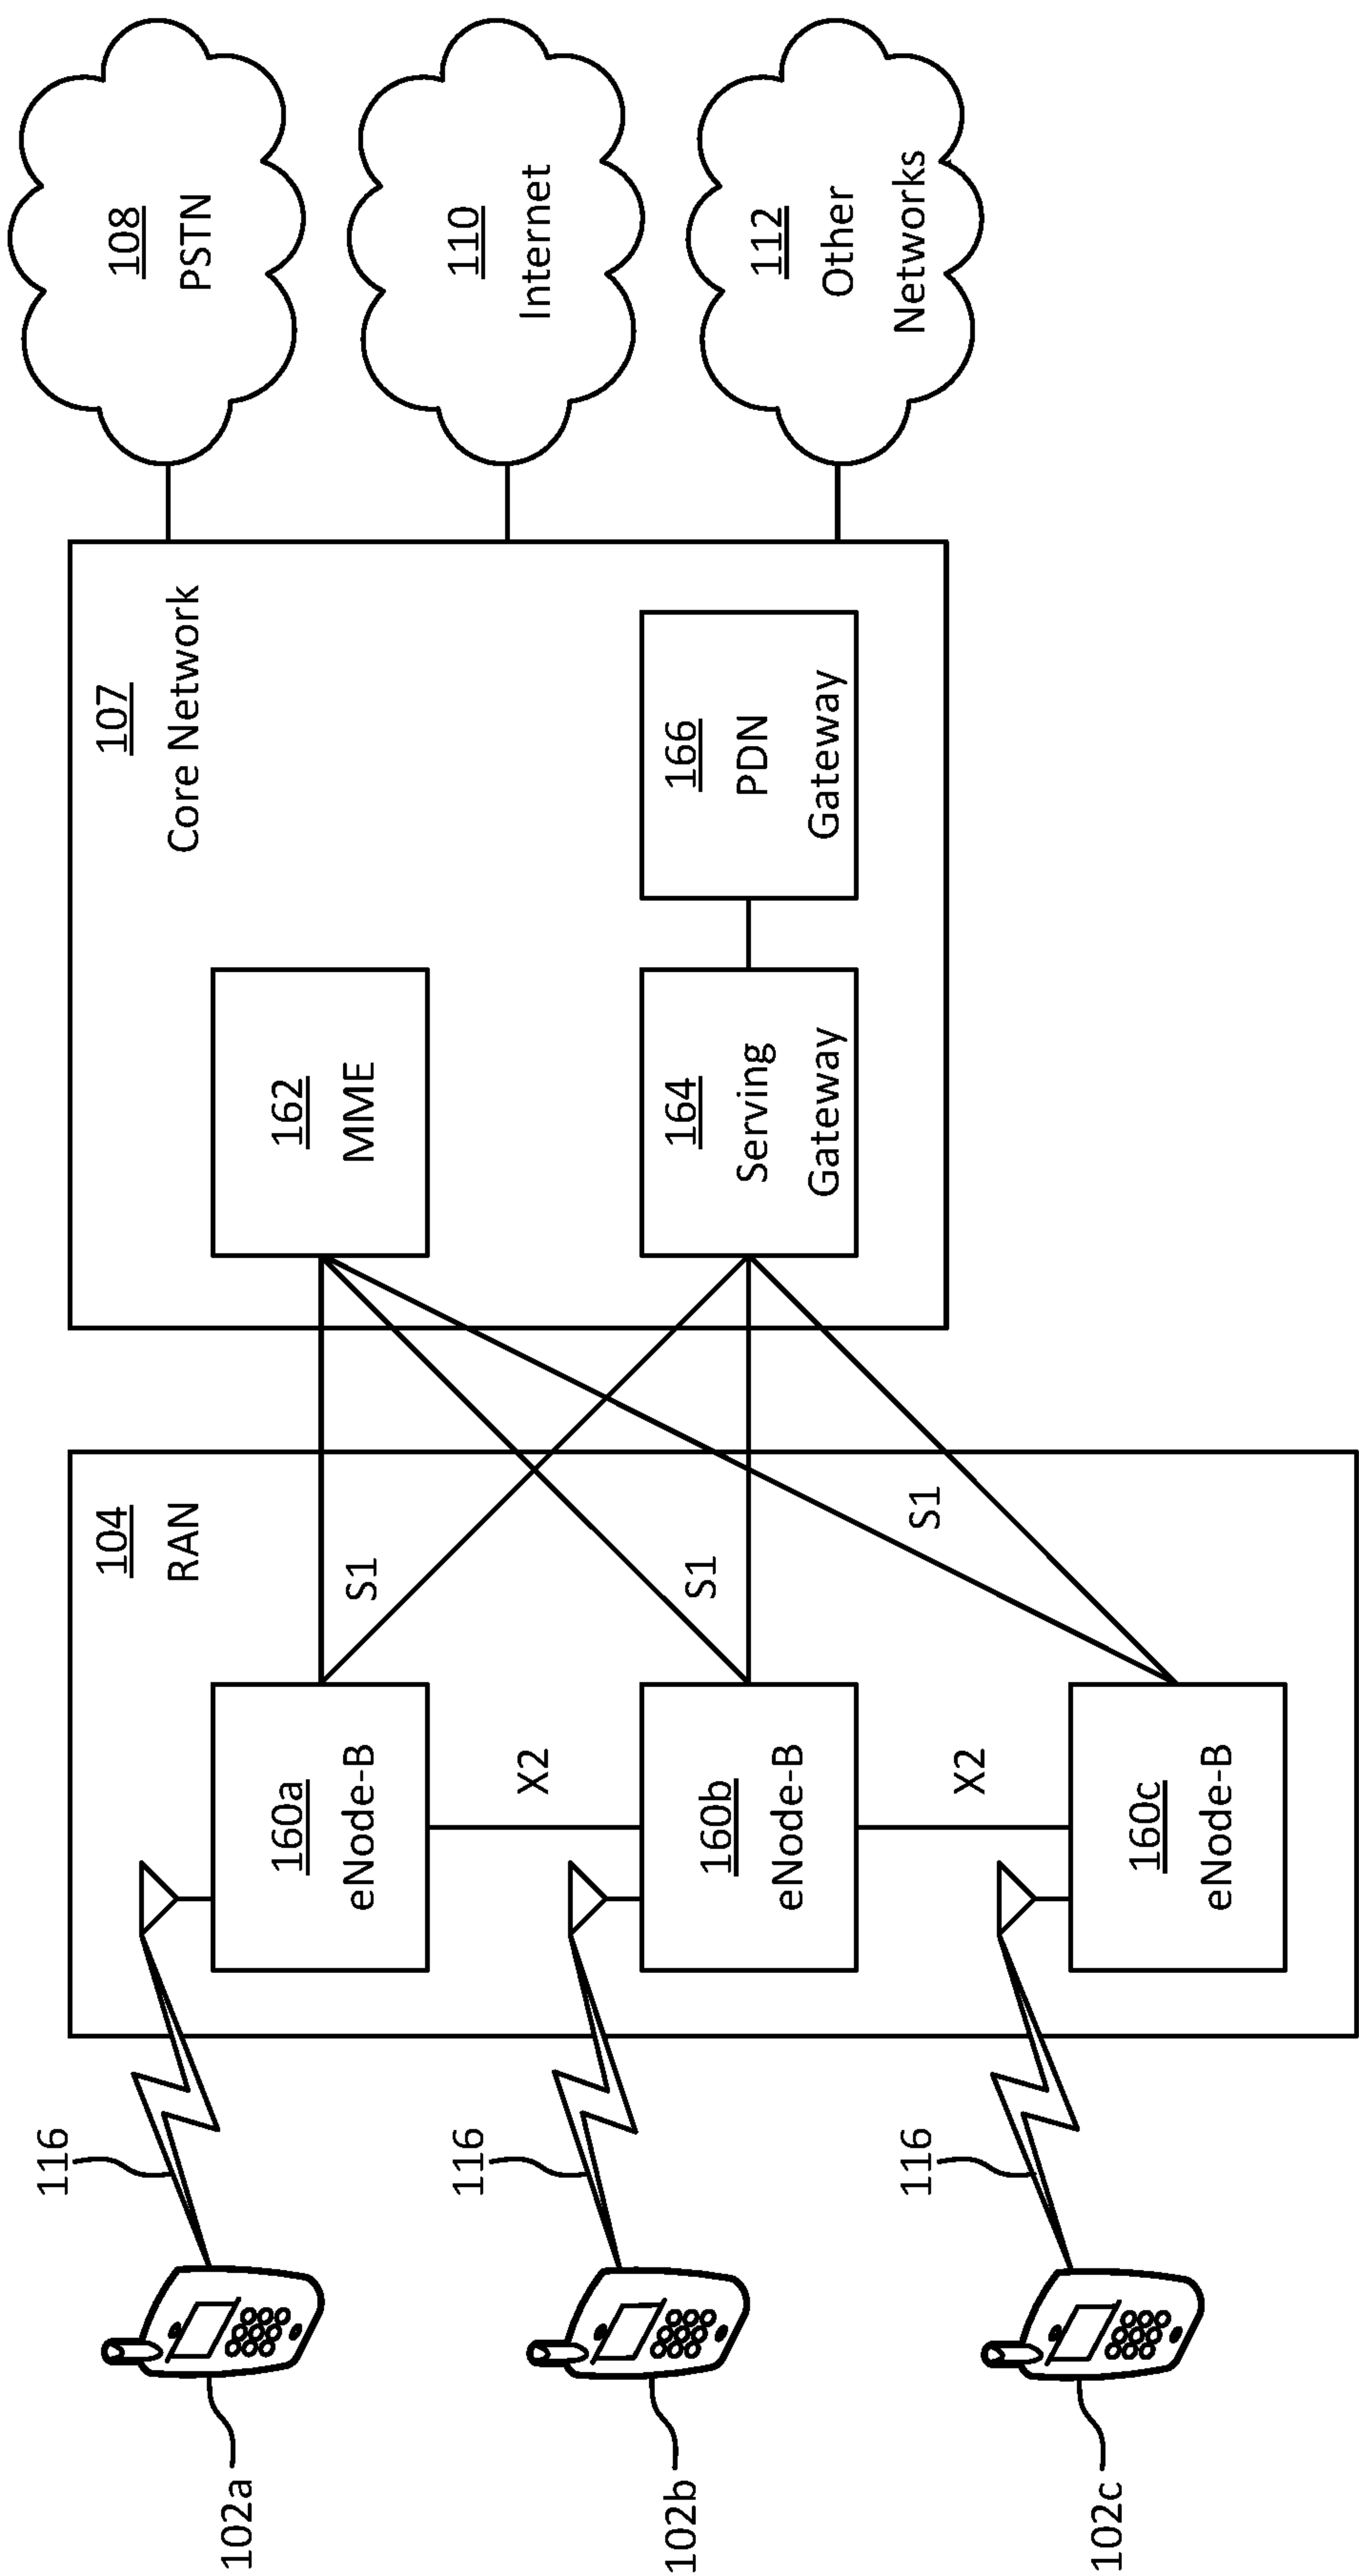 102a
116
160a
eNode-B
104
RAN
S1
X2
102b
116
160b
eNode-B
S1
X2
102c
116
160c
eNode-B
S1
107
Core Network
162
MME
164
Serving
Gateway
166
PDN
Gateway
108
PSTN
110
Internet
112
Other
Networks